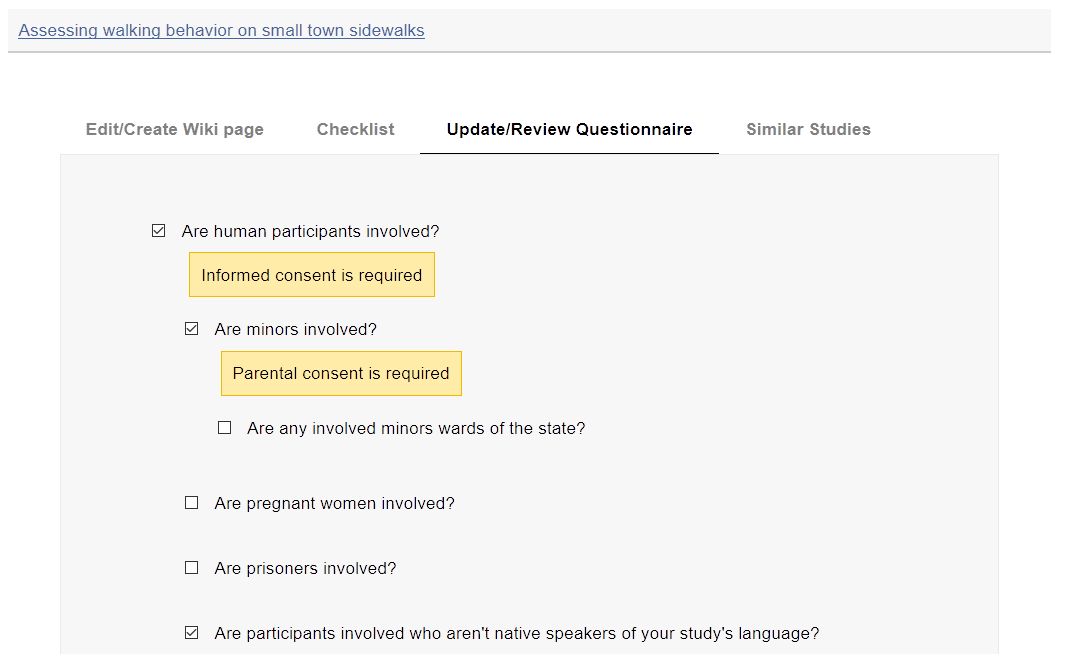 Assessing walking behavior on small town sidewalks
Edit/Create Wiki page Checklist Update/Review Questionnaire Similar Studies
Are human participants involved?
Informed consent is required
Are minors involved?
Parental consent is required
Are any involved minors wards of the state?
Are pregnant women involved?
Are prisoners involved?
Are participants involved who aren't native speakers of your study's language?